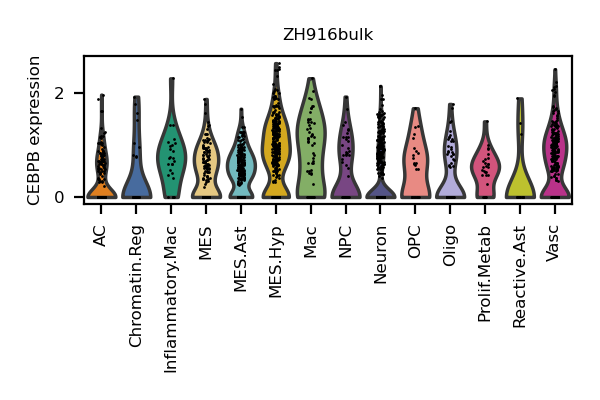 ZH916bulk
CEBPB expression
2
0
AC
Chromatin.Reg
Inflammatory.Mac
MES
MES.Ast
MES.Hyp
Mac
NPC
Neuron
OPC
Oligo
Prolif.Metab
Reactive.Ast
Vasc